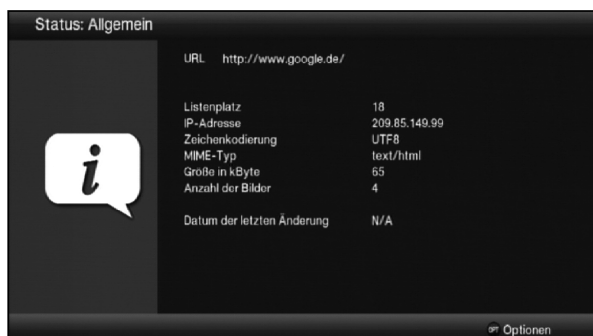 Status: Allgemein
URL http://www.google.de/
Listenplatz 18
IP-Adresse 209.85.149.99
Zeichenkodierung UTF8
MIME-Typ text/html
Größe in kByte 65
Anzahl der Bilder 4
Datum der letzten Änderung N/A
OPT Optionen